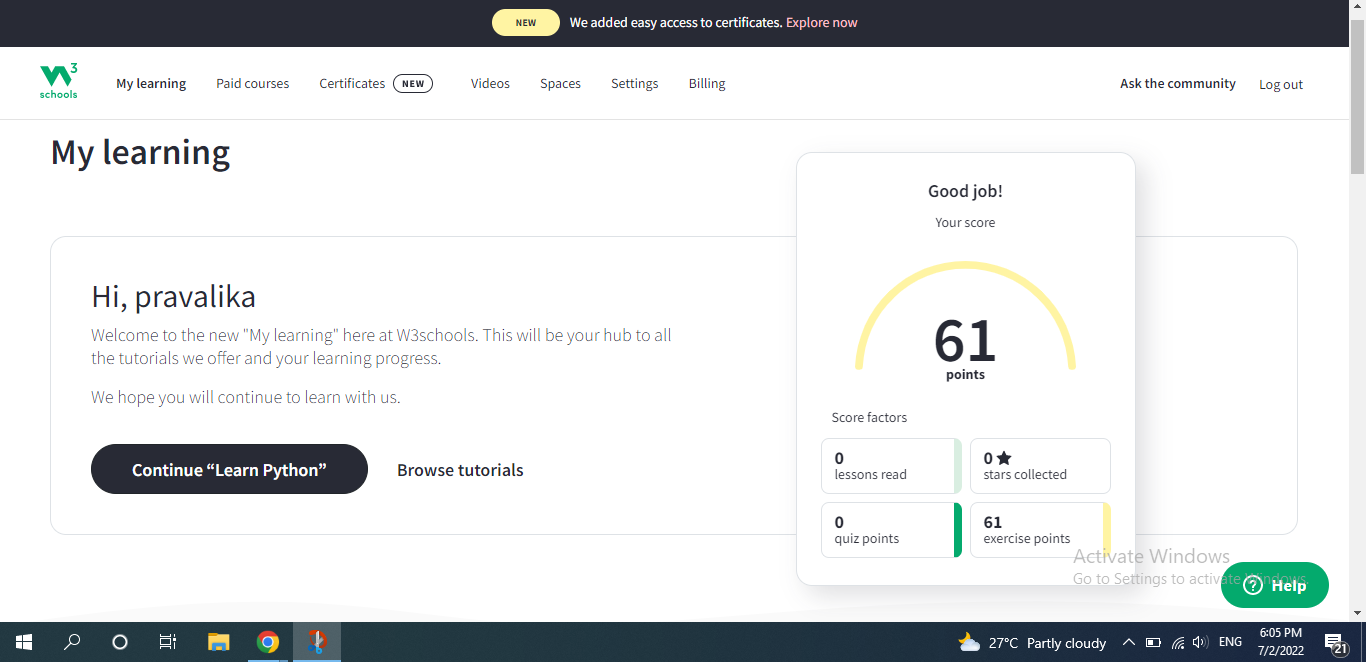 NEW We added easy access to certificates. Explore now
W3 schools
My learning Paid courses Certificates NEW Videos Spaces Settings Billing Ask the community Log out
My learning
Hi, pravalika
Welcome to the new "My learning" here at W3schools. This will be your hub to all
the tutorials we offer and your learning progress.
We hope you will continue to learn with us.
Continue “Learn Python” Browse tutorials
Good job!
Your score
61
points
Score factors
0
lessons read
0
stars collected
0
quiz points
61
exercise points
Activate Windows
Go to Settings to activate Windows.
Help
27°C Partly cloudy ENG
6:05 PM
7/2/2022
21